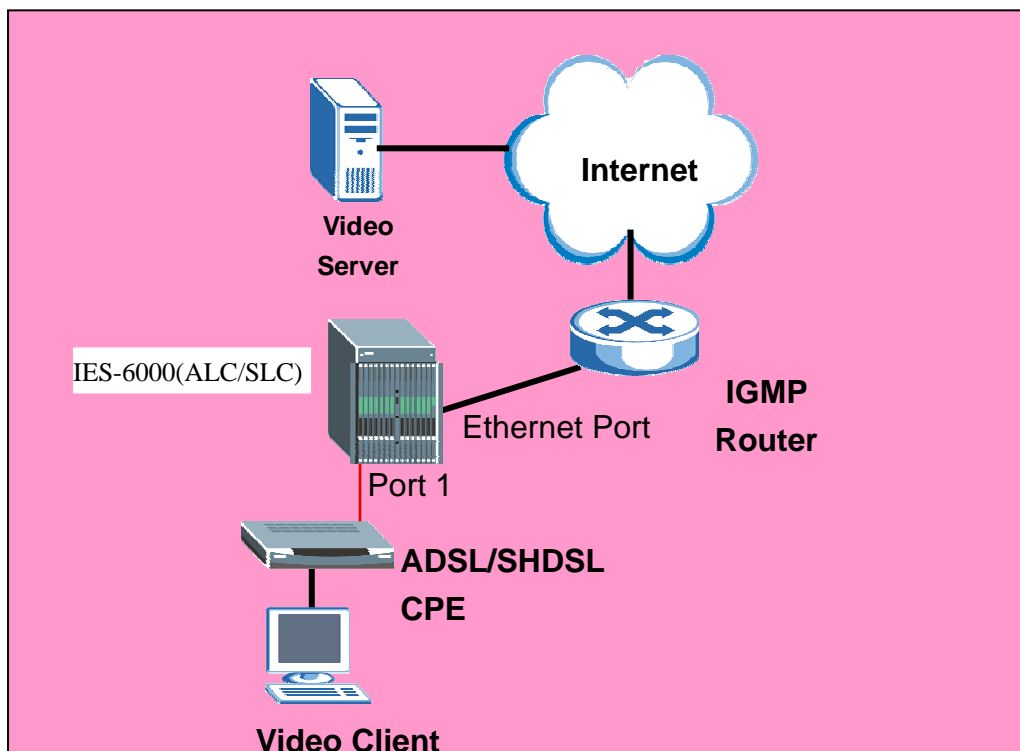 Internet
Video
Server
IES-6000(ALC/SLC)
IGMP
Router
Ethernet Port
Port 1
ADSL/SHDSL
CPE
Video Client